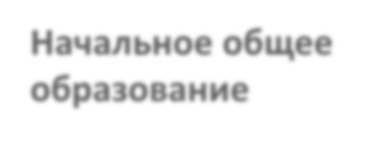 Начальное общее
образование